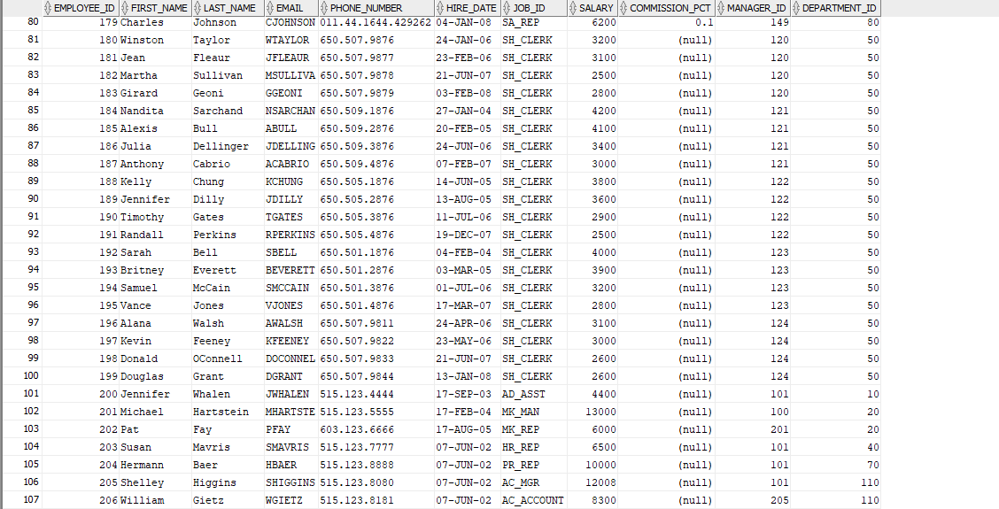 EMPLOYEE_ID FIRST_NAME LAST_NAME EMAIL PHONE_NUMBER HIRE_DATE JOB_ID SALARY COMMISSION_PCT MANAGER_ID DEPARTMENT_ID
80 179 Charles Johnson CJOHNSON 011.44.1644.429262 04-JAN-08 SA_REP 6200 0.1 149 80
81 180 Winston Taylor WTAYLOR 650.507.9876 24-JAN-06 SH_CLERK 3200 (null) 120 50
82 181 Jean Fleaur JFLEAUR 650.507.9877 23-FEB-06 SH_CLERK 3100 (null) 120 50
83 182 Martha Sullivan MSULLIVA 650.507.9878 21-JUN-07 SH_CLERK 2500 (null) 120 50
84 183 Girard Geoni GGEONI 650.507.9879 03-FEB-08 SH_CLERK 2800 (null) 120 50
85 184 Nandita Sarchand NSARCHAN 650.509.1876 27-JAN-04 SH_CLERK 4200 (null) 121 50
86 185 Alexis Bull ABULL 650.509.2876 20-FEB-05 SH_CLERK 4100 (null) 121 50
87 186 Julia Dellinger JDELLING 650.509.3876 24-JUN-06 SH_CLERK 3400 (null) 121 50
88 187 Anthony Cabrio ACABRIO 650.509.4876 07-FEB-07 SH_CLERK 3000 (null) 121 50
89 188 Kelly Chung KCHUNG 650.505.1876 14-JUN-05 SH_CLERK 3800 (null) 122 50
90 189 Jennifer Dilly JDILLY 650.505.2876 13-AUG-05 SH_CLERK 3600 (null) 122 50
91 190 Timothy Gates TGATES 650.505.3876 11-JUL-06 SH_CLERK 2900 (null) 122 50
92 191 Randall Perkins RPERKINS 650.505.4876 19-DEC-07 SH_CLERK 2500 (null) 122 50
93 192 Sarah Bell SBELL 650.501.1876 04-FEB-04 SH_CLERK 4000 (null) 123 50
94 193 Britney Everett BEVERETT 650.501.2876 03-MAR-05 SH_CLERK 3900 (null) 123 50
95 194 Samuel McCain SMCCAIN 650.501.3876 01-JUL-06 SH_CLERK 3200 (null) 123 50
96 195 Vance Jones VJONES 650.501.4876 17-MAR-07 SH_CLERK 2800 (null) 123 50
97 196 Alana Walsh AWALSH 650.507.9811 24-APR-06 SH_CLERK 3100 (null) 124 50
98 197 Kevin Feeney KFEENEY 650.507.9822 23-MAY-06 SH_CLERK 3000 (null) 124 50
99 198 Donald OConnell DOCONNEL 650.507.9833 21-JUN-07 SH_CLERK 2600 (null) 124 50
100 199 Douglas Grant DGRANT 650.507.9844 13-JAN-08 SH_CLERK 2600 (null) 124 50
101 200 Jennifer Whalen JWHALEN 515.123.4444 17-SEP-03 AD_ASST 4400 (null) 101 10
102 201 Michael Hartstein MHARTSTE 515.123.5555 17-FEB-04 MK_MAN 13000 (null) 100 20
103 202 Pat Fay PFAY 603.123.6666 17-AUG-05 MK_REP 6000 (null) 201 20
104 203 Susan Mavris SMAVRIS 515.123.7777 07-JUN-02 HR_REP 6500 (null) 101 40
105 204 Hermann Baer HBAER 515.123.8888 07-JUN-02 PR_REP 10000 (null) 101 70
106 205 Shelley Higgins SHIGGINS 515.123.8080 07-JUN-02 AC_MGR 12008 (null) 101 110
107 206 William Gietz WGIETZ 515.123.8181 07-JUN-02 AC_ACCOUNT 8300 (null) 205 110